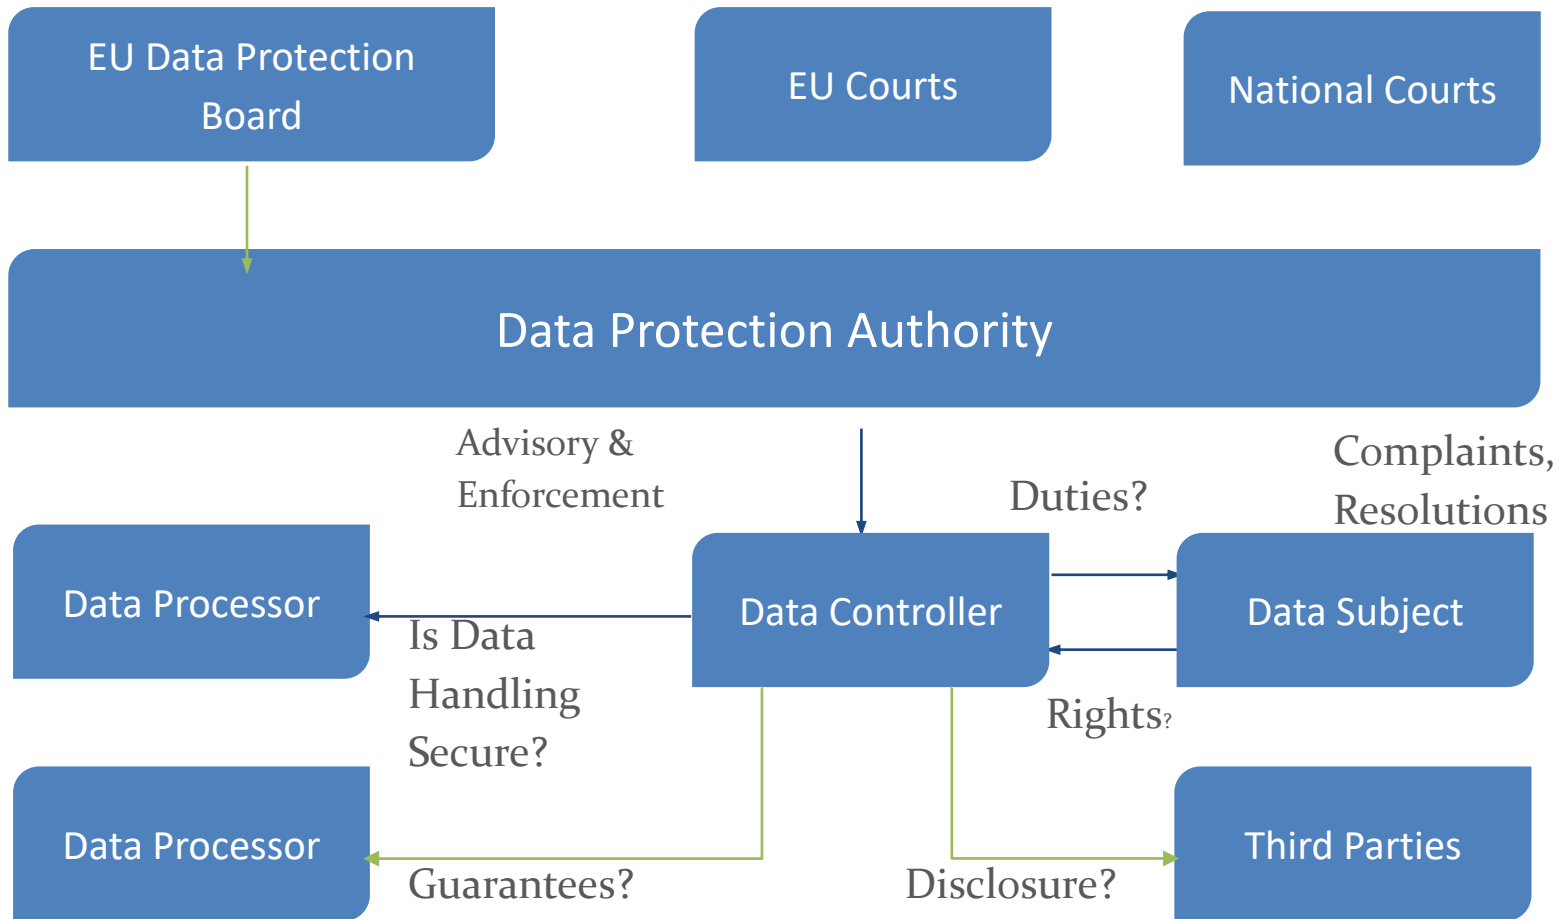 EU Data Protection
Board
EU Courts
National Courts
Data Protection Authority
Advisory &
Enforcement
Duties?
Complaints,
Resolutions
Data Processor
Data Controller
Data Subject
Is Data
Handling
Secure?
Rights?
Data Processor
Third Parties
Guarantees?
Disclosure?